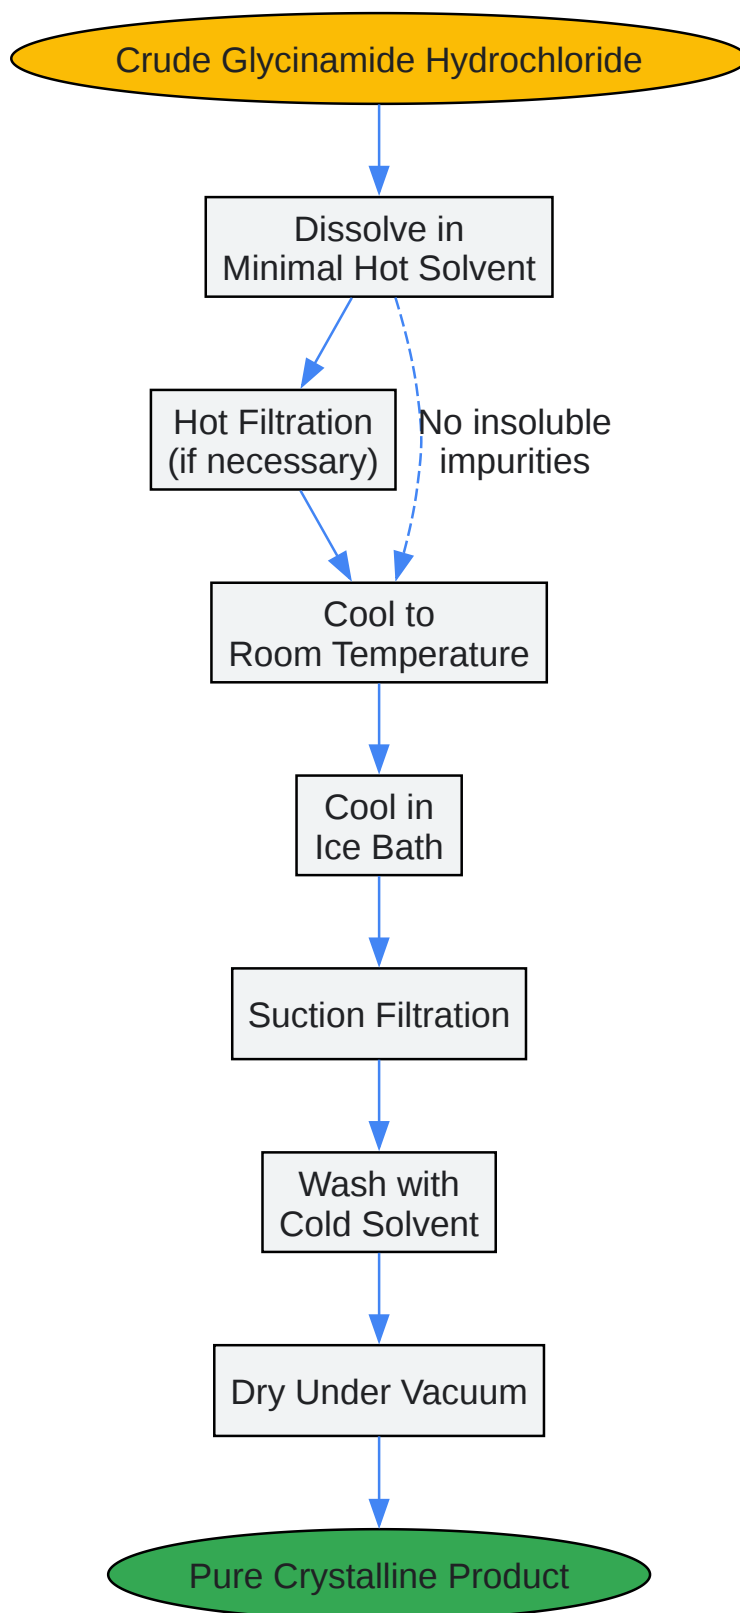 Crude Glycinamide Hydrochloride
Dissolve in
Minimal Hot Solvent
Hot Filtration
(if necessary)
No insoluble
impurities
Cool to
Room Temperature
Cool in
Ice Bath
Suction Filtration
Wash with
Cold Solvent
Dry Under Vacuum
Pure Crystalline Product